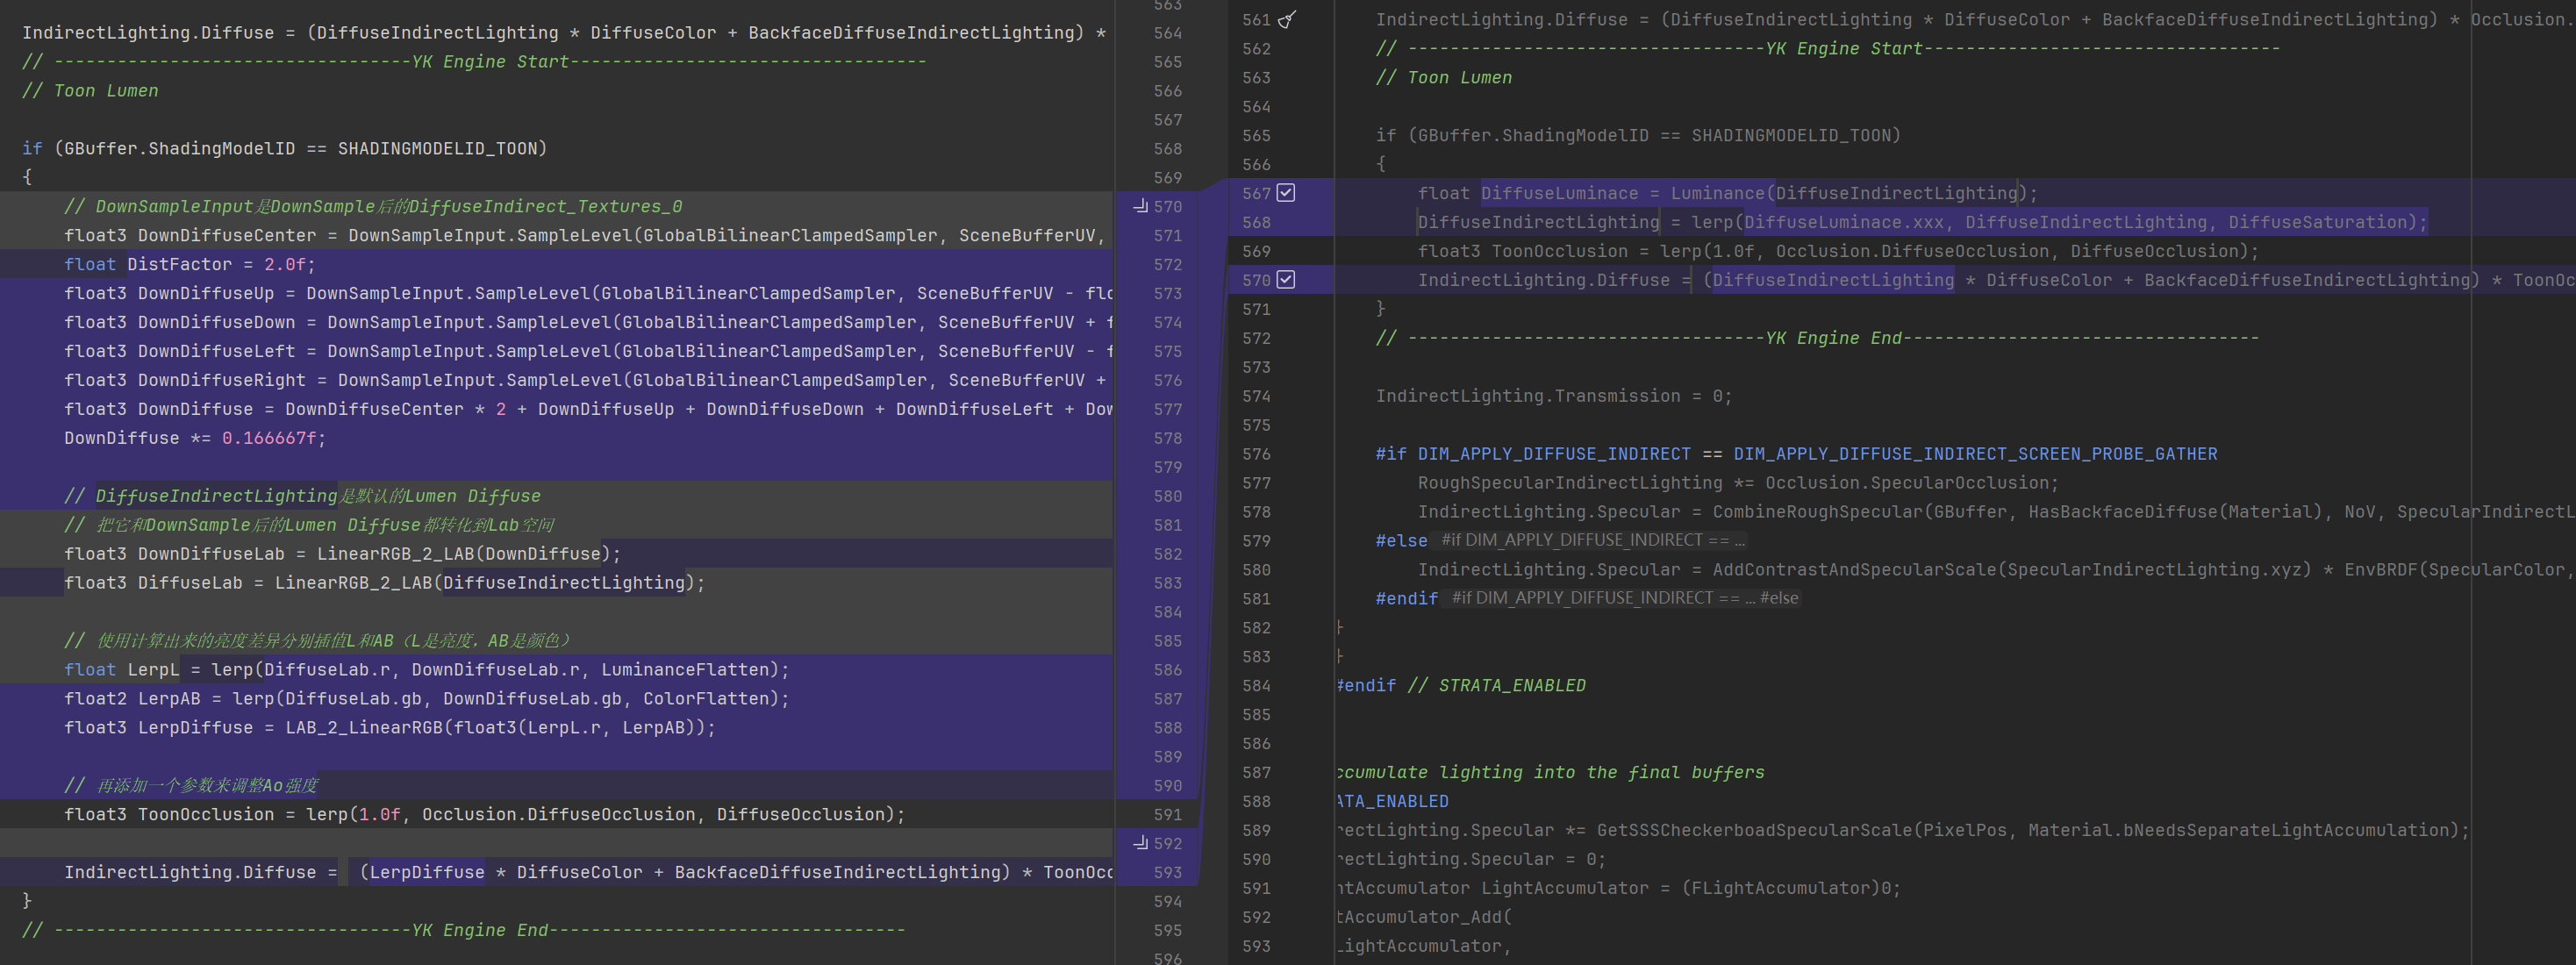 563
IndirectLighting.Diffuse = (DiffuseIndirectLighting * DiffuseColor + BackfaceDiffuseIndirectLighting) * 564
// ----------------------------------YK Engine Start---------------------------------- 565
// Toon Lumen 566
567
if (GBuffer.ShadingModelID == SHADINGMODELID_TOON) 568
{ 569
// DownSampleInput是DownSample后的DiffuseIndirect_Textures_0 570
float3 DownDiffuseCenter = DownSampleInput.SampleLevel(GlobalBilinearClampedSampler, SceneBufferUV, 571
float DistFactor = 2.0f; 572
float3 DownDiffuseUp = DownSampleInput.SampleLevel(GlobalBilinearClampedSampler, SceneBufferUV - flo 573
float3 DownDiffuseDown = DownSampleInput.SampleLevel(GlobalBilinearClampedSampler, SceneBufferUV + f 574
float3 DownDiffuseLeft = DownSampleInput.SampleLevel(GlobalBilinearClampedSampler, SceneBufferUV - f 575
float3 DownDiffuseRight = DownSampleInput.SampleLevel(GlobalBilinearClampedSampler, SceneBufferUV + 576
float3 DownDiffuse = DownDiffuseCenter * 2 + DownDiffuseUp + DownDiffuseDown + DownDiffuseLeft + Dow 577
DownDiffuse *= 0.166667f; 578
579
// DiffuseIndirectLighting是默认的Lumen Diffuse 580
// 把它和DownSample后的Lumen Diffuse都转化到Lab空间 581
float3 DownDiffuseLab = LinearRGB_2_LAB(DownDiffuse); 582
float3 DiffuseLab = LinearRGB_2_LAB(DiffuseIndirectLighting); 583
584
// 使用计算出来的亮度差异分别插值L和AB（L是亮度，AB是颜色） 585
float LerpL = lerp(DiffuseLab.r, DownDiffuseLab.r, LuminanceFlatten); 586
float2 LerpAB = lerp(DiffuseLab.gb, DownDiffuseLab.gb, ColorFlatten); 587
float3 LerpDiffuse = LAB_2_LinearRGB(float3(LerpL.r, LerpAB)); 588
589
// 再添加一个参数来调整Ao强度 590
float3 ToonOcclusion = lerp(1.0f, Occlusion.DiffuseOcclusion, DiffuseOcclusion); 591
592
IndirectLighting.Diffuse = (LerpDiffuse * DiffuseColor + BackfaceDiffuseIndirectLighting) * ToonOcc 593
} 594
// ----------------------------------YK Engine End---------------------------------- 595
596
561 IndirectLighting.Diffuse = (DiffuseIndirectLighting * DiffuseColor + BackfaceDiffuseIndirectLighting) * Occlusion.
562 // ----------------------------------YK Engine Start----------------------------------
563 // Toon Lumen
564
565 if (GBuffer.ShadingModelID == SHADINGMODELID_TOON)
566 {
567 float DiffuseLuminace = Luminance(DiffuseIndirectLighting);
568 DiffuseIndirectLighting = lerp(DiffuseLuminace.xxx, DiffuseIndirectLighting, DiffuseSaturation);
569 float3 ToonOcclusion = lerp(1.0f, Occlusion.DiffuseOcclusion, DiffuseOcclusion);
570 IndirectLighting.Diffuse = (DiffuseIndirectLighting * DiffuseColor + BackfaceDiffuseIndirectLighting) * ToonOc
571 }
572 // ----------------------------------YK Engine End----------------------------------
573
574 IndirectLighting.Transmission = 0;
575
576 #if DIM_APPLY_DIFFUSE_INDIRECT == DIM_APPLY_DIFFUSE_INDIRECT_SCREEN_PROBE_GATHER
577 RoughSpecularIndirectLighting *= Occlusion.SpecularOcclusion;
578 IndirectLighting.Specular = CombineRoughSpecular(GBuffer, HasBackfaceDiffuse(Material), NoV, SpecularIndirectL
579 #else #if DIM_APPLY_DIFFUSE_INDIRECT == ...
580 IndirectLighting.Specular = AddContrastAndSpecularScale(SpecularIndirectLighting.xyz) * EnvBRDF(SpecularColor,
581 #endif #if DIM_APPLY_DIFFUSE_INDIRECT == ... #else
582 }
583 }
584 #endif // STRATA_ENABLED
585
586
587 ccumulate lighting into the final buffers
588 ATA_ENABLED
589 rectLighting.Specular *= GetSSSCheckerboadSpecularScale(PixelPos, Material.bNeedsSeparateLightAccumulation);
590 rectLighting.Specular = 0;
591 htAccumulator LightAccumulator = (FLightAccumulator)0;
592 tAccumulator_Add(
593 LightAccumulator,